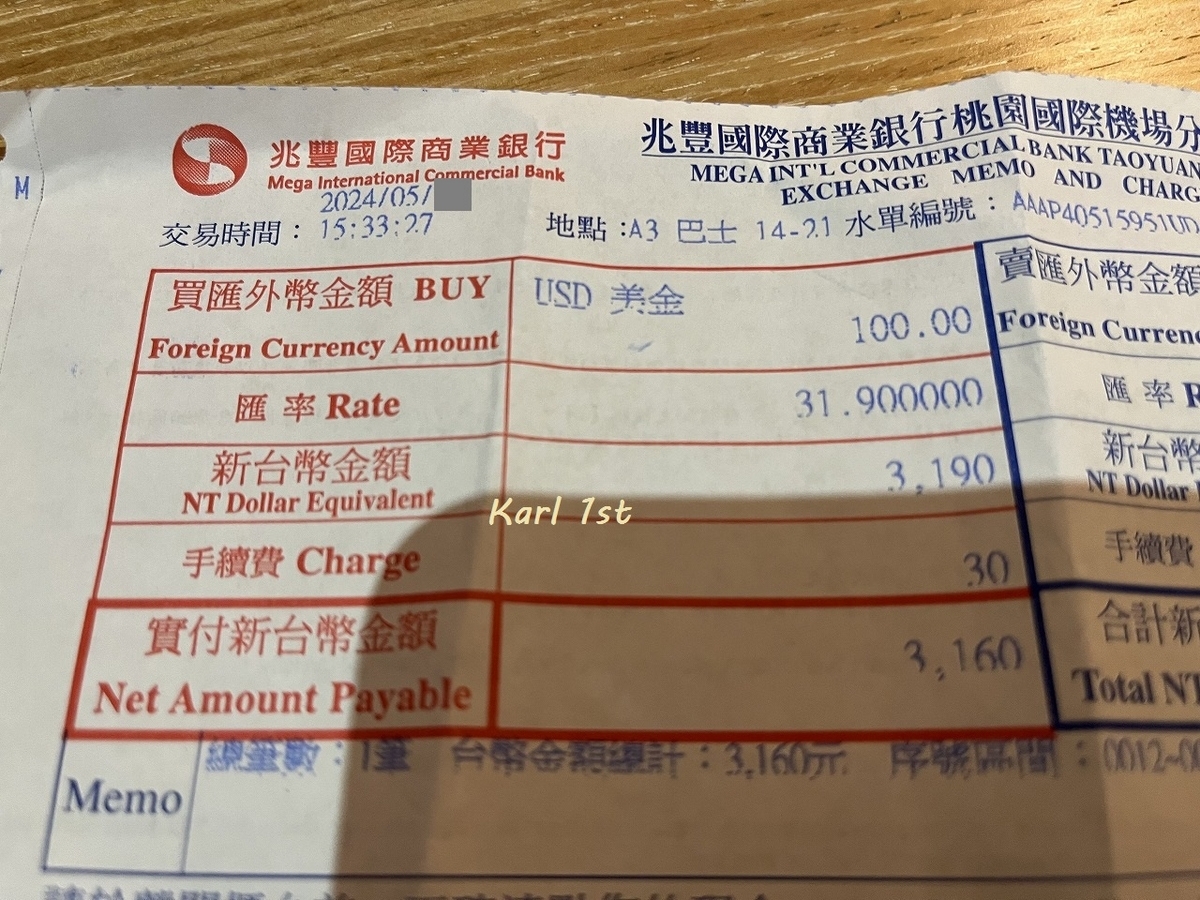 兆豐國際商業銀行
Mega International Commercial Bank
兆豐國際商業銀行桃園國際機場分
MEGA INT'L COMMERCIAL BANK TAOYUAN
EXCHANGE MEMO AND CHARG
2024/05/
交易時間： 15:33:27
地點:A3 巴士 14-21 水單編號：AAAP40515951UD
買匯外幣金額 BUY USD 美金
Foreign Currency Amount 100.00
匯 率 Rate 31.900000
新台幣金額
NT Dollar Equivalent 3,190
手續費 Charge 30
實付新台幣金額
Net Amount Payable 3,160
賣匯外幣金額
Foreign Currenc
匯 率 R
新台幣
NT Dollar
手續費
合計新
Total NT
Memo
總筆數：1筆 台幣金額總計：3,160元 序號區間：0012~00
Karl 1st
M